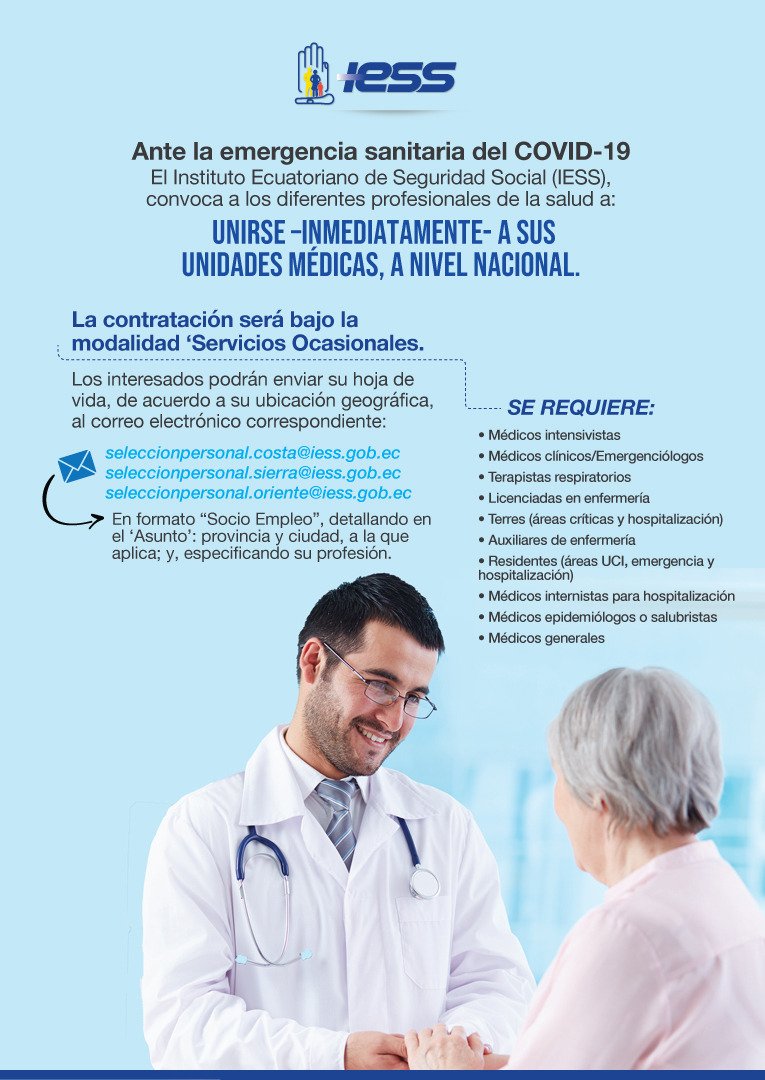 IESS
Ante la emergencia sanitaria del COVID-19
El Instituto Ecuatoriano de Seguridad Social (IESS),
convoca a los diferentes profesionales de la salud a:
UNIRSE –INMEDIATAMENTE- A SUS
UNIDADES MÉDICAS, A NIVEL NACIONAL.
La contratación será bajo la
modalidad ‘Servicios Ocasionales.
Los interesados podrán enviar su hoja de
vida, de acuerdo a su ubicación geográfica,
al correo electrónico correspondiente:
seleccionpersonal.costa@iess.gob.ec
seleccionpersonal.sierra@iess.gob.ec
seleccionpersonal.oriente@iess.gob.ec
En formato “Socio Empleo”, detallando en
el ‘Asunto’: provincia y ciudad, a la que
aplica; y, especificando su profesión.
SE REQUIERE:
• Médicos intensivistas
• Médicos clínicos/Emergenciólogos
• Terapistas respiratorios
• Licenciadas en enfermería
• Terres (áreas críticas y hospitalización)
• Auxiliares de enfermería
• Residentes (áreas UCI, emergencia y
hospitalización)
• Médicos internistas para hospitalización
• Médicos epidemiólogos o salubristas
• Médicos generales